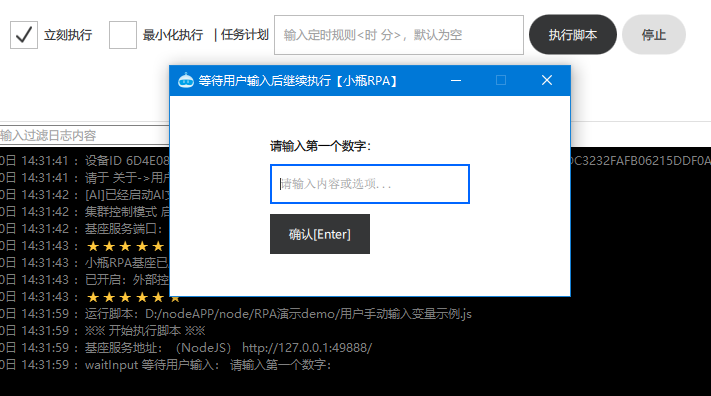 立刻执行 最小化执行 | 任务计划 输入定时规则<时 分>，默认为空 执行脚本 停止
等待用户输入后继续执行【小瓶RPA】
请输入第一个数字：
请输入内容或选项...
确认[Enter]
输入过滤日志内容
0日 14:31:41 ： 设备ID 6D4E08 DC3232FAFB06215DDF0A
0日 14:31:41 ： 请于 关于->用户
0日 14:31:42 ： [AI]已经启动AI
0日 14:31:42 ： 集群控制模式
0日 14:31:42 ： 基座服务端口：
0日 14:31:43 ： ★ ★ ★ ★ ★
0日 14:31:43 ： 小瓶RPA基座已
0日 14:31:43 ： 已开启：外部控
0日 14:31:43 ： ★ ★ ★ ★ ★ ★
0日 14:31:59 ： 运行脚本：D:/nodeAPP/node/RPA演示demo/用户手动输入变量示例.js
0日 14:31:59 ： ※※ 开始执行脚本 ※※
0日 14:31:59 ： 基座服务地址：（NodeJS） http://127.0.0.1:49888/
0日 14:31:59 ： waitInput 等待用户输入： 请输入第一个数字：